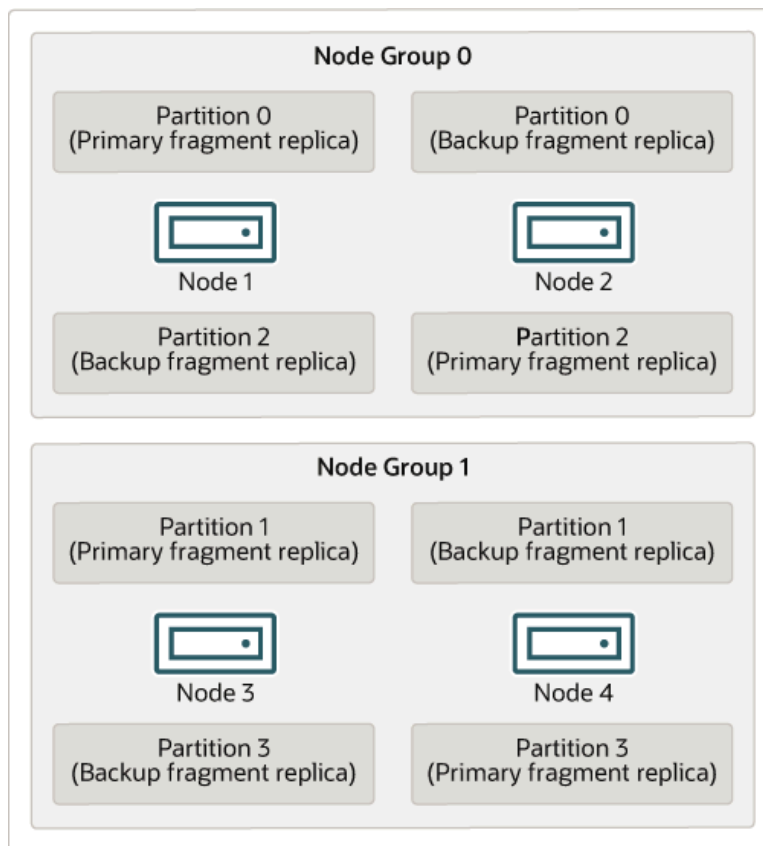 Node Group 0
Partition 0
(Primary fragment replica)
Partition 0
(Backup fragment replica)
Node 1
Node 2
Partition 2
(Backup fragment replica)
Partition 2
(Primary fragment replica)
Node Group 1
Partition 1
(Primary fragment replica)
Partition 1
(Backup fragment replica)
Node 3
Node 4
Partition 3
(Backup fragment replica)
Partition 3
(Primary fragment replica)